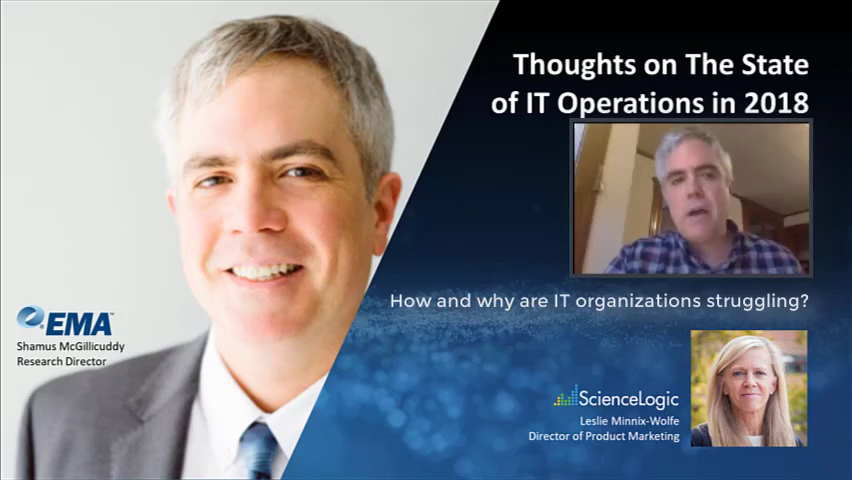 Thoughts on The State
of IT Operations in 2018
How and why are IT organizations struggling?
EMA™
Shamus McGillicuddy
Research Director
ScienceLogic
Leslie Minnix-Wolfe
Director of Product Marketing